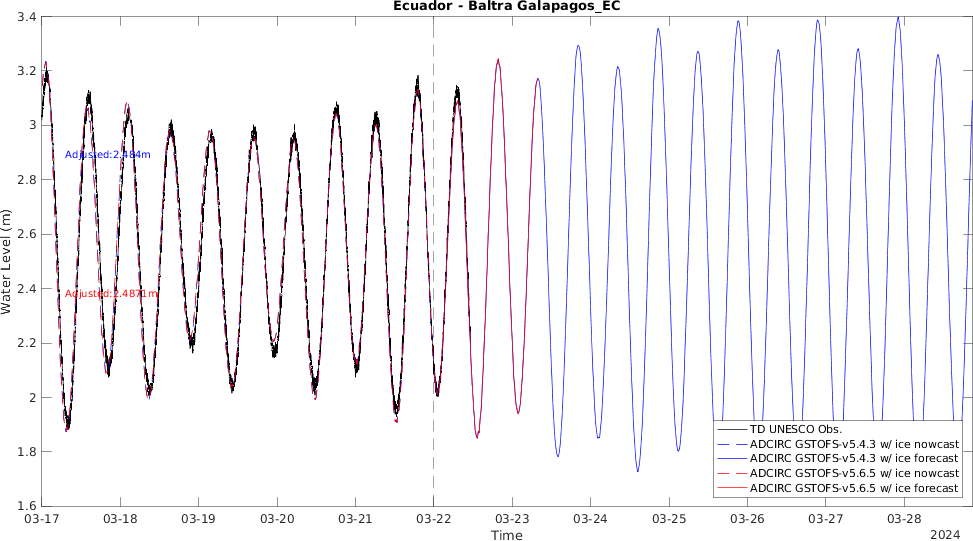 Ecuador - Baltra Galapagos_EC
3.4
3.2
3
2.8
2.6
2.4
2.2
2
1.8
1.6
Water Level (m)
Adjusted:2.484m
Adjusted:2.4871m
TD UNESCO Obs.
ADCIRC GSTOFS-v5.4.3 w/ ice nowcast
ADCIRC GSTOFS-v5.4.3 w/ ice forecast
ADCIRC GSTOFS-v5.6.5 w/ ice nowcast
ADCIRC GSTOFS-v5.6.5 w/ ice forecast
03-17 03-18 03-19 03-20 03-21 03-22 03-23 03-24 03-25 03-26 03-27 03-28
Time
2024